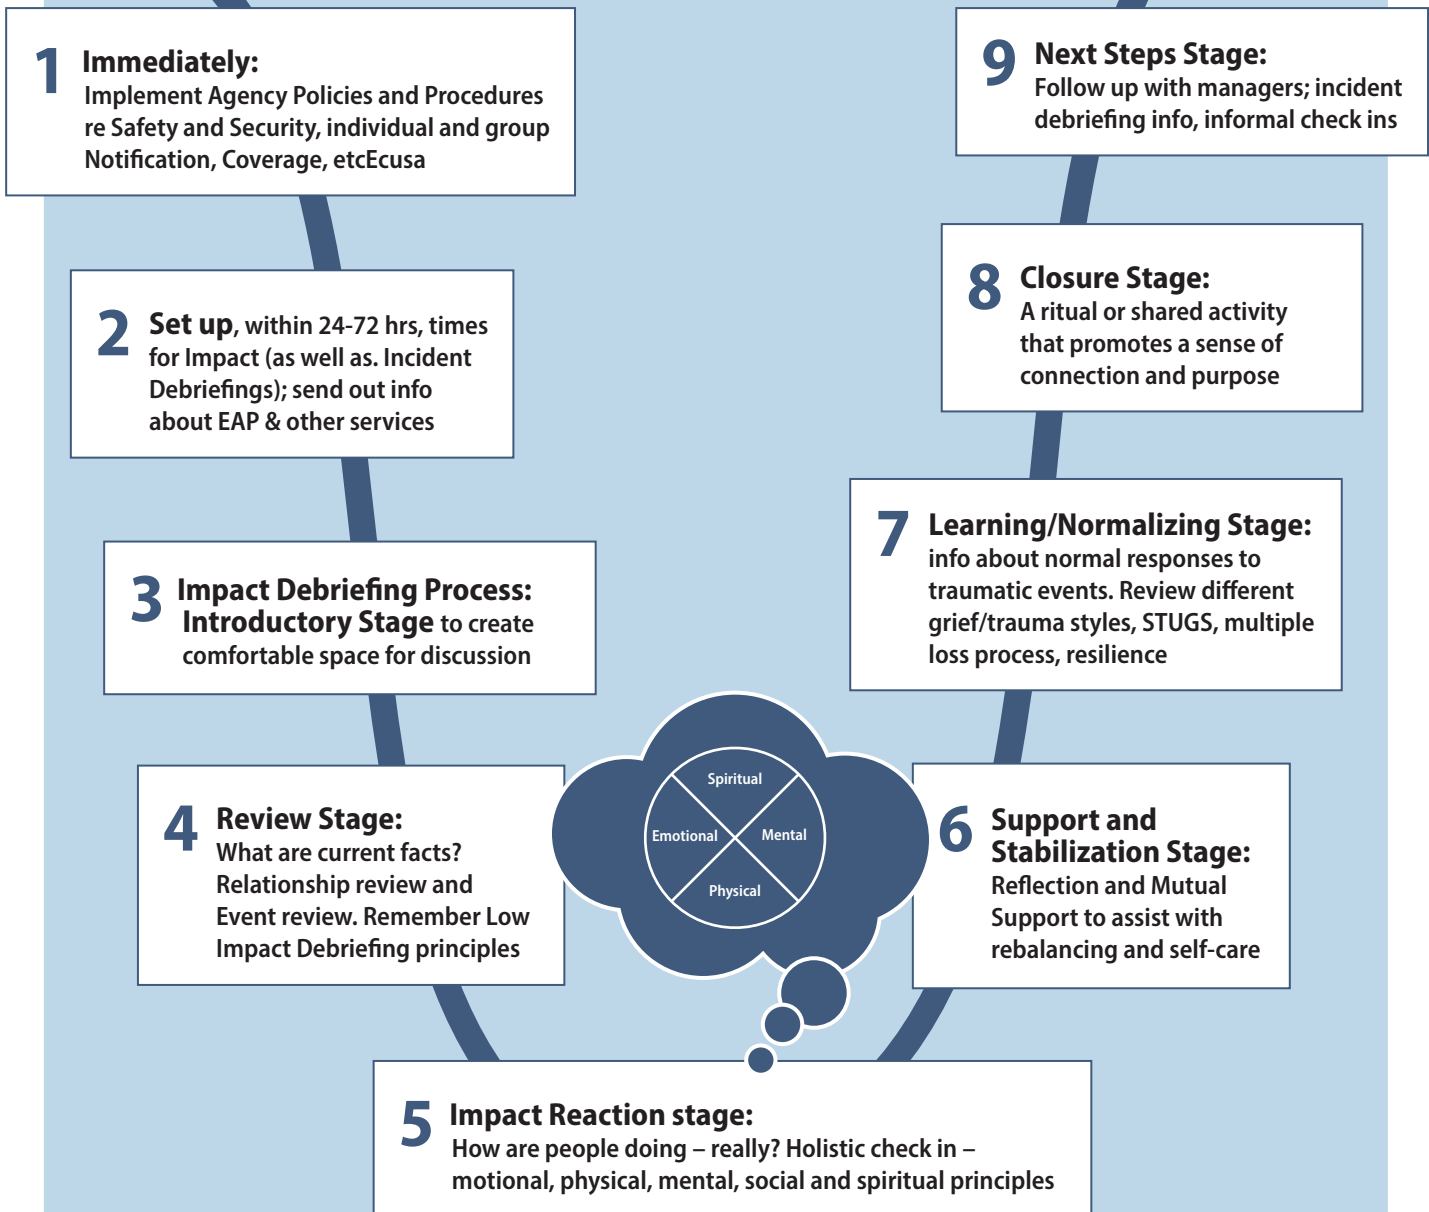 1 Immediately:
Implement Agency Policies and Procedures
re Safety and Security, individual and group
Notification, Coverage, etcEcusa
2 Set up, within 24-72 hrs, times
for Impact (as well as. Incident
Debriefings); send out info
about EAP & other services
3 Impact Debriefing Process:
Introductory Stage to create
comfortable space for discussion
4 Review Stage:
What are current facts?
Relationship review and
Event review. Remember Low
Impact Debriefing principles
Spiritual
Emotional
Mental
Physical
5 Impact Reaction stage:
How are people doing – really? Holistic check in –
motional, physical, mental, social and spiritual principles
6 Support and
Stabilization Stage:
Reflection and Mutual
Support to assist with
rebalancing and self-care
7 Learning/Normalizing Stage:
info about normal responses to
traumatic events. Review different
grief/trauma styles, STUGS, multiple
loss process, resilience
8 Closure Stage:
A ritual or shared activity
that promotes a sense of
connection and purpose
9 Next Steps Stage:
Follow up with managers; incident
debriefing info, informal check ins